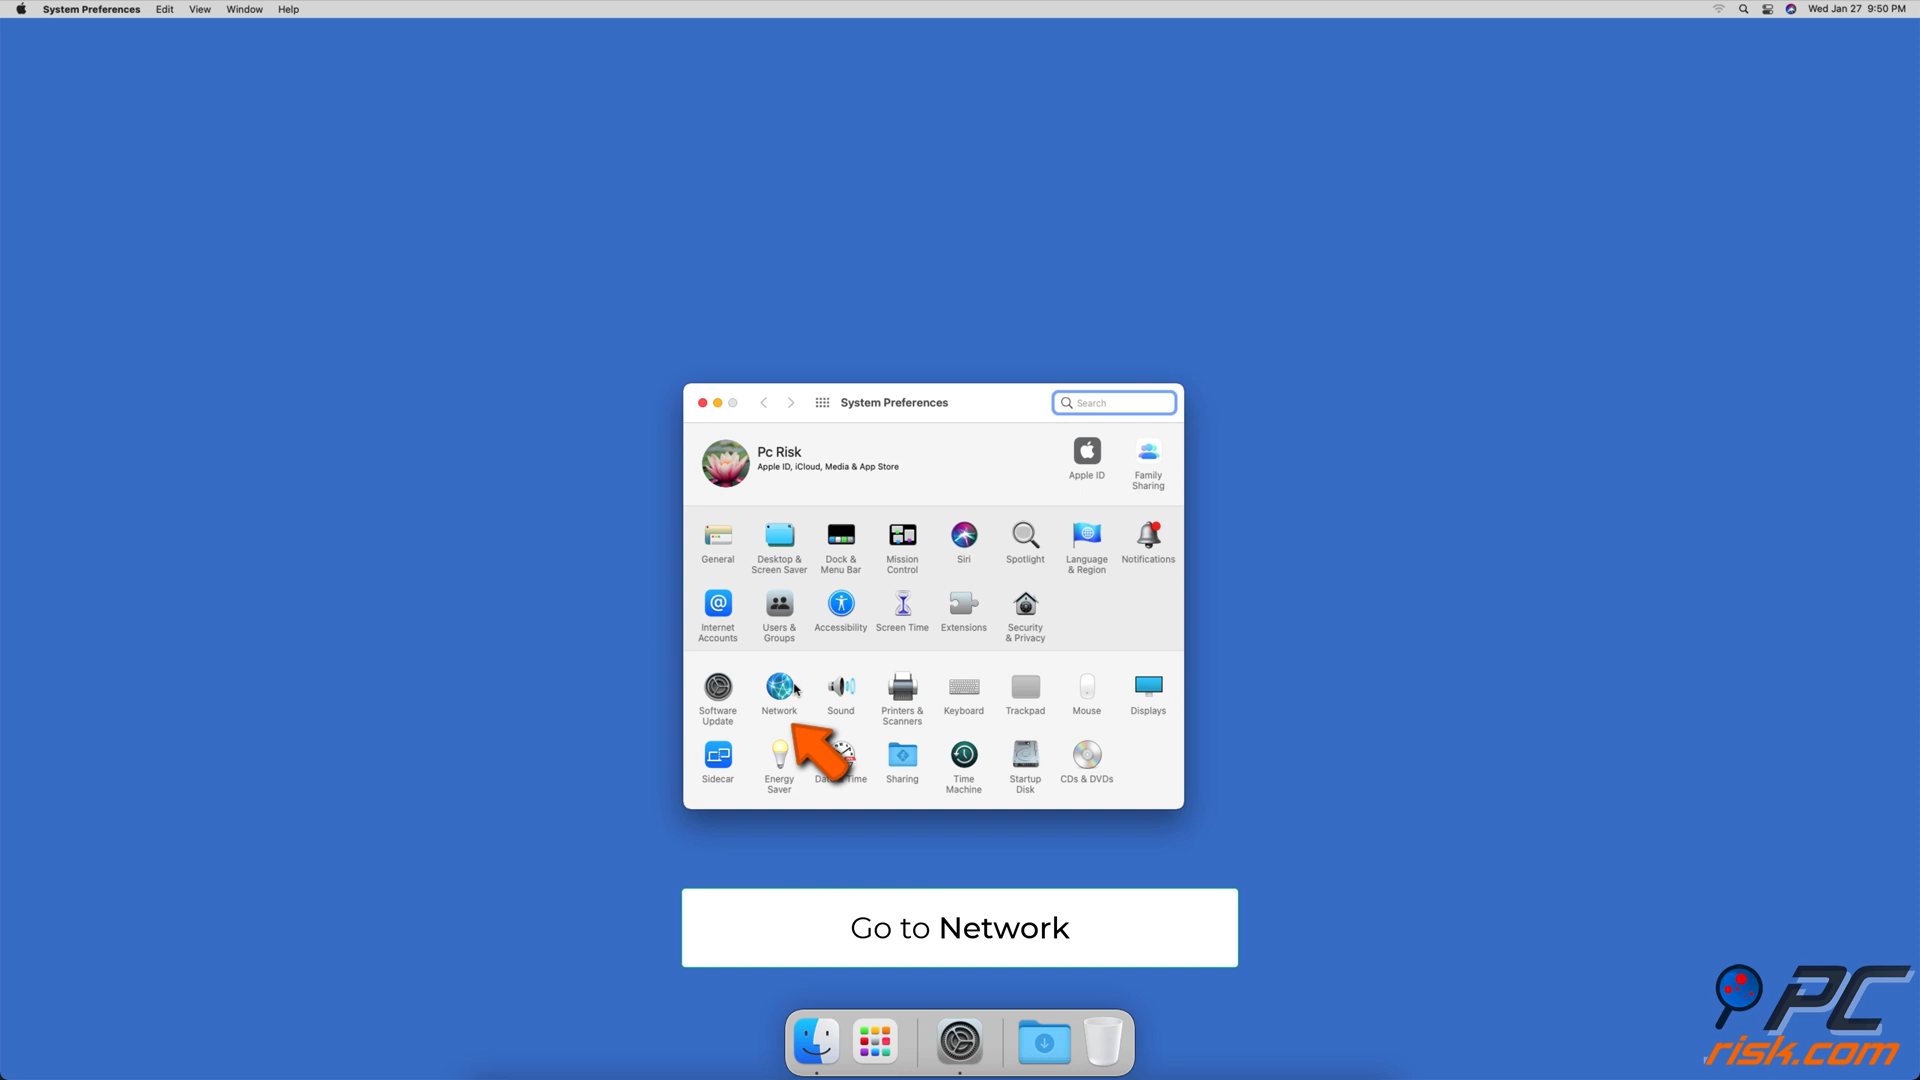 System Preferences Edit View Window Help
Wed Jan 27 9:50 PM
System Preferences
Search
Pc Risk
Apple ID, iCloud, Media & App Store
Apple ID
Family
Sharing
General
Desktop &
Screen Saver
Dock &
Menu Bar
Mission
Control
Siri
Spotlight
Language
& Region
Notifications
Internet
Accounts
Users &
Groups
Accessibility
Screen Time
Extensions
Security
& Privacy
Software
Update
Network
Sound
Printers &
Scanners
Keyboard
Trackpad
Mouse
Displays
Sidecar
Energy
Saver
Time
Sharing
Time
Machine
Startup
Disk
CDs & DVDs
Go to Network
PC
risk.com